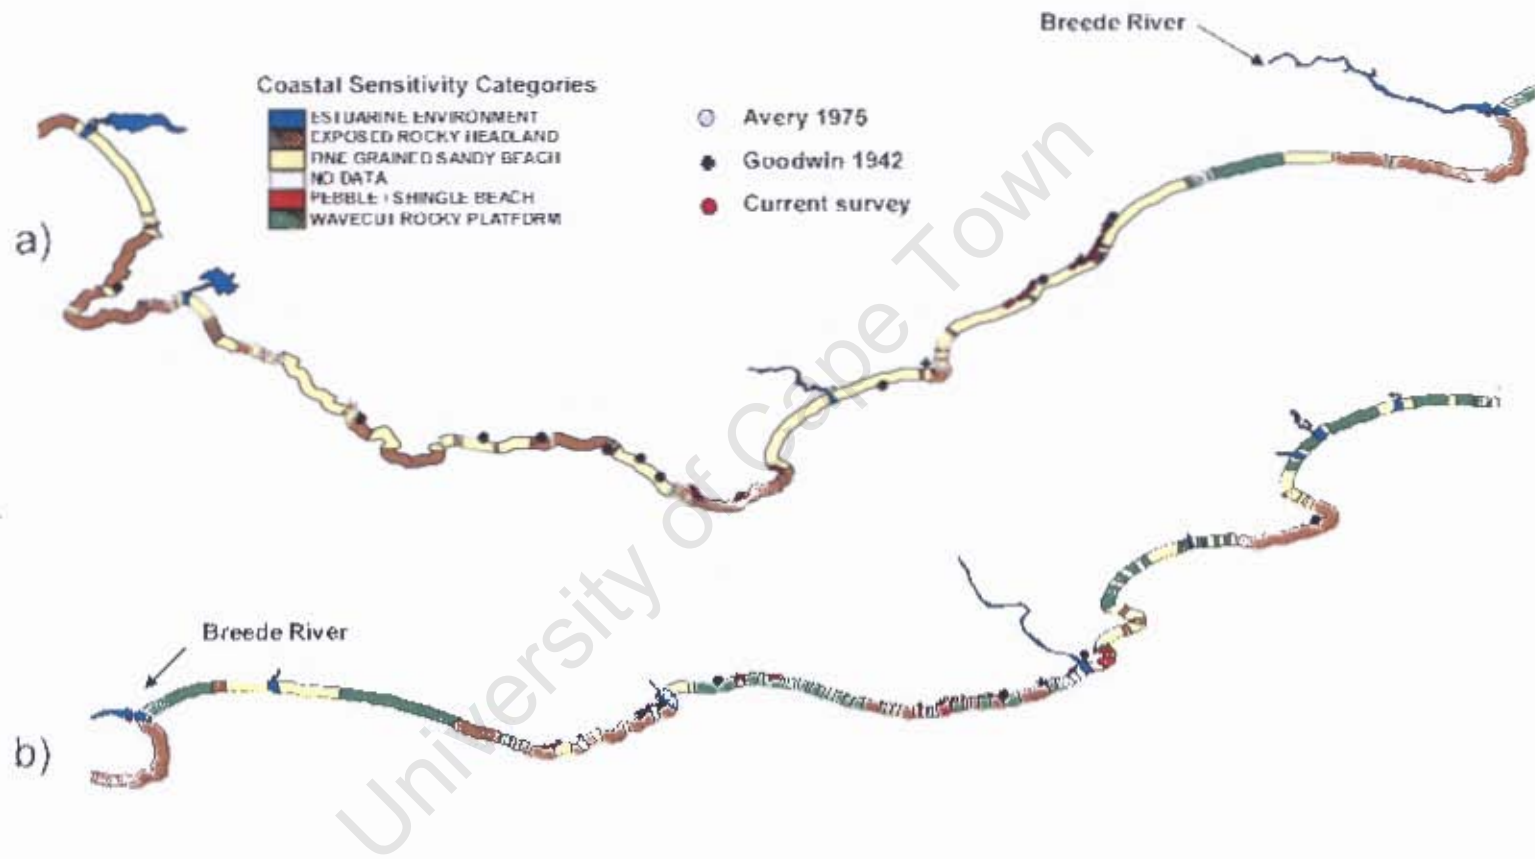 Breede River
Coastal Sensitivity Categories
ESTUARINE ENVIRONMENT
EXPOSED ROCKY HEADLAND
FINE GRAINED SANDY BEACH
NO DATA
PEBBLE / SHINGLE BEACH
WAVECUT ROCKY PLATFORM
Avery 1975
Goodwin 1942
Current survey
a)
Breede River
b)
University of Cape Town